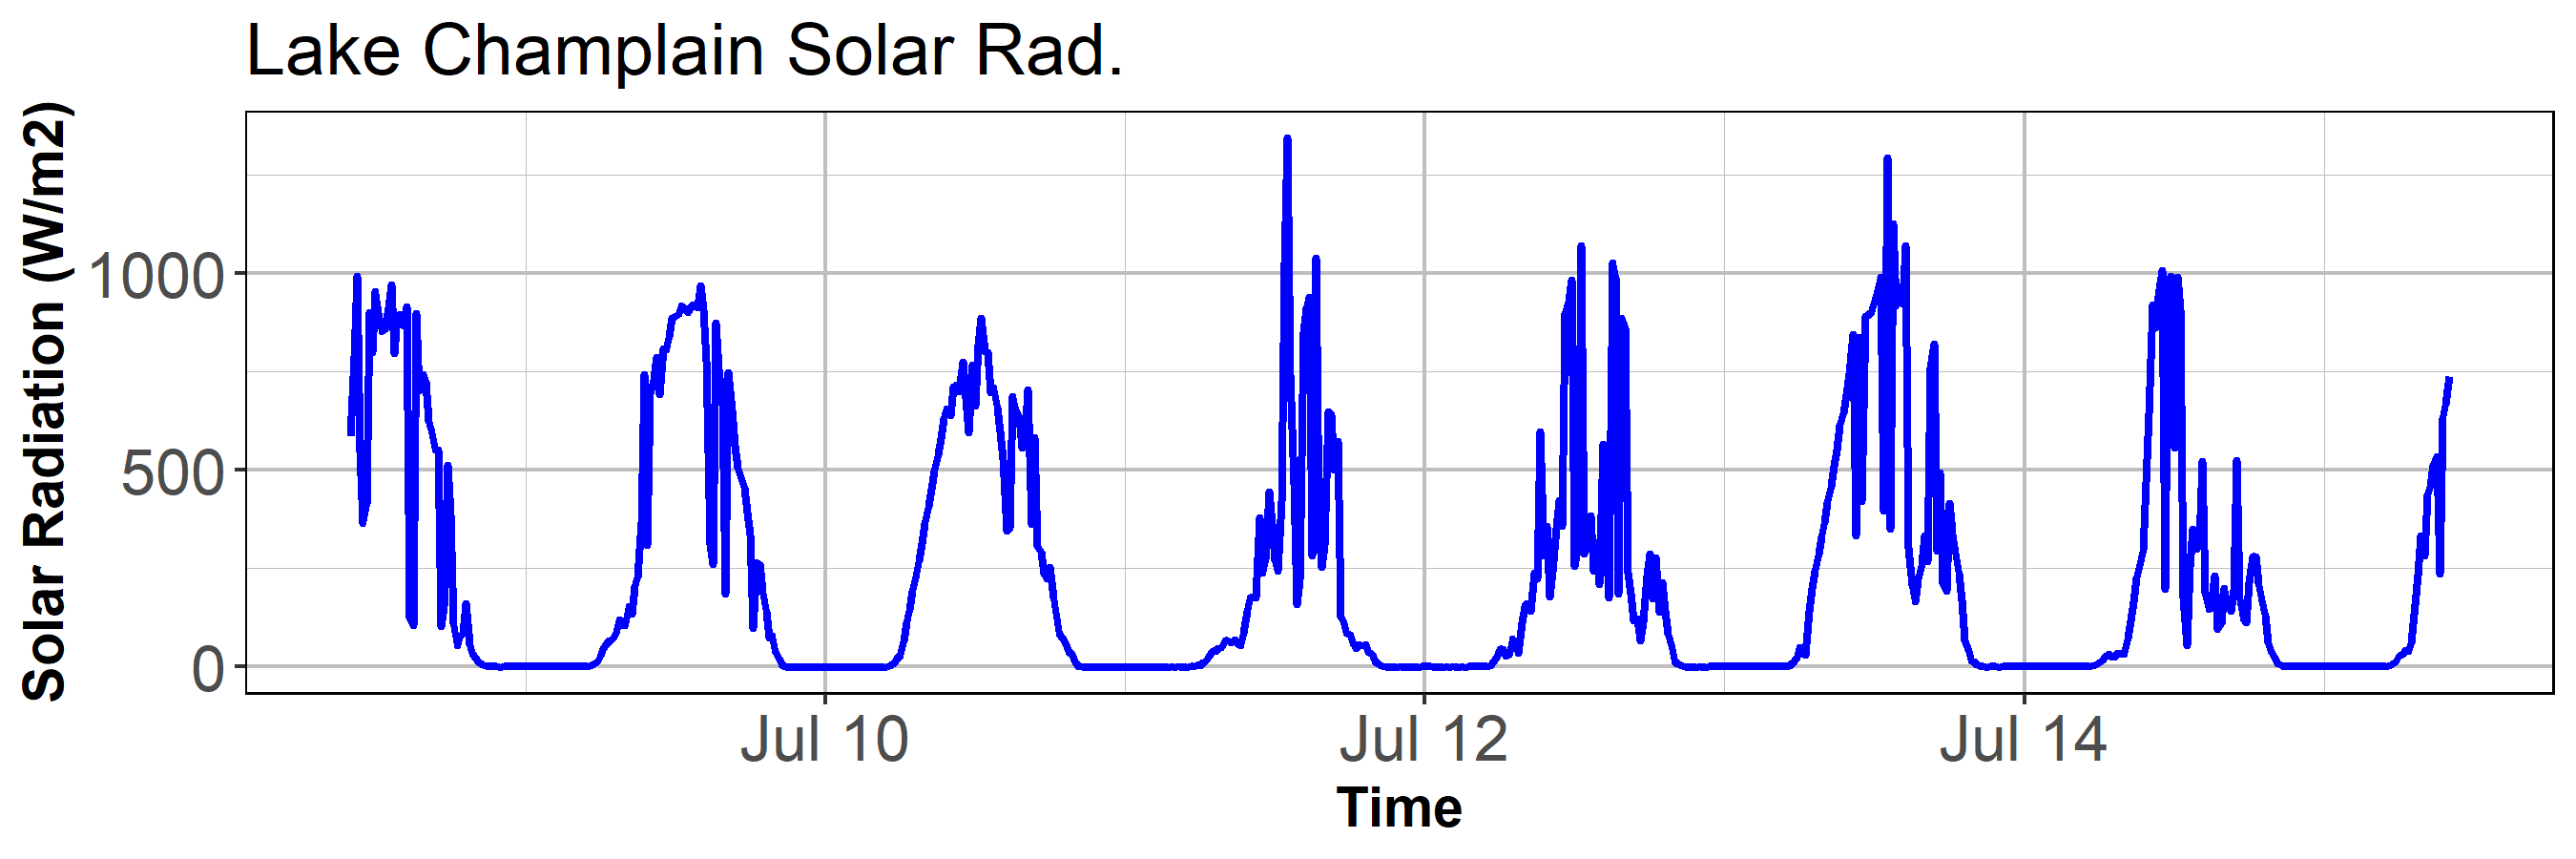 Lake Champlain Solar Rad.
Solar Radiation (W/m2)
1000
500
0
Jul 10
Jul 12
Jul 14
Time